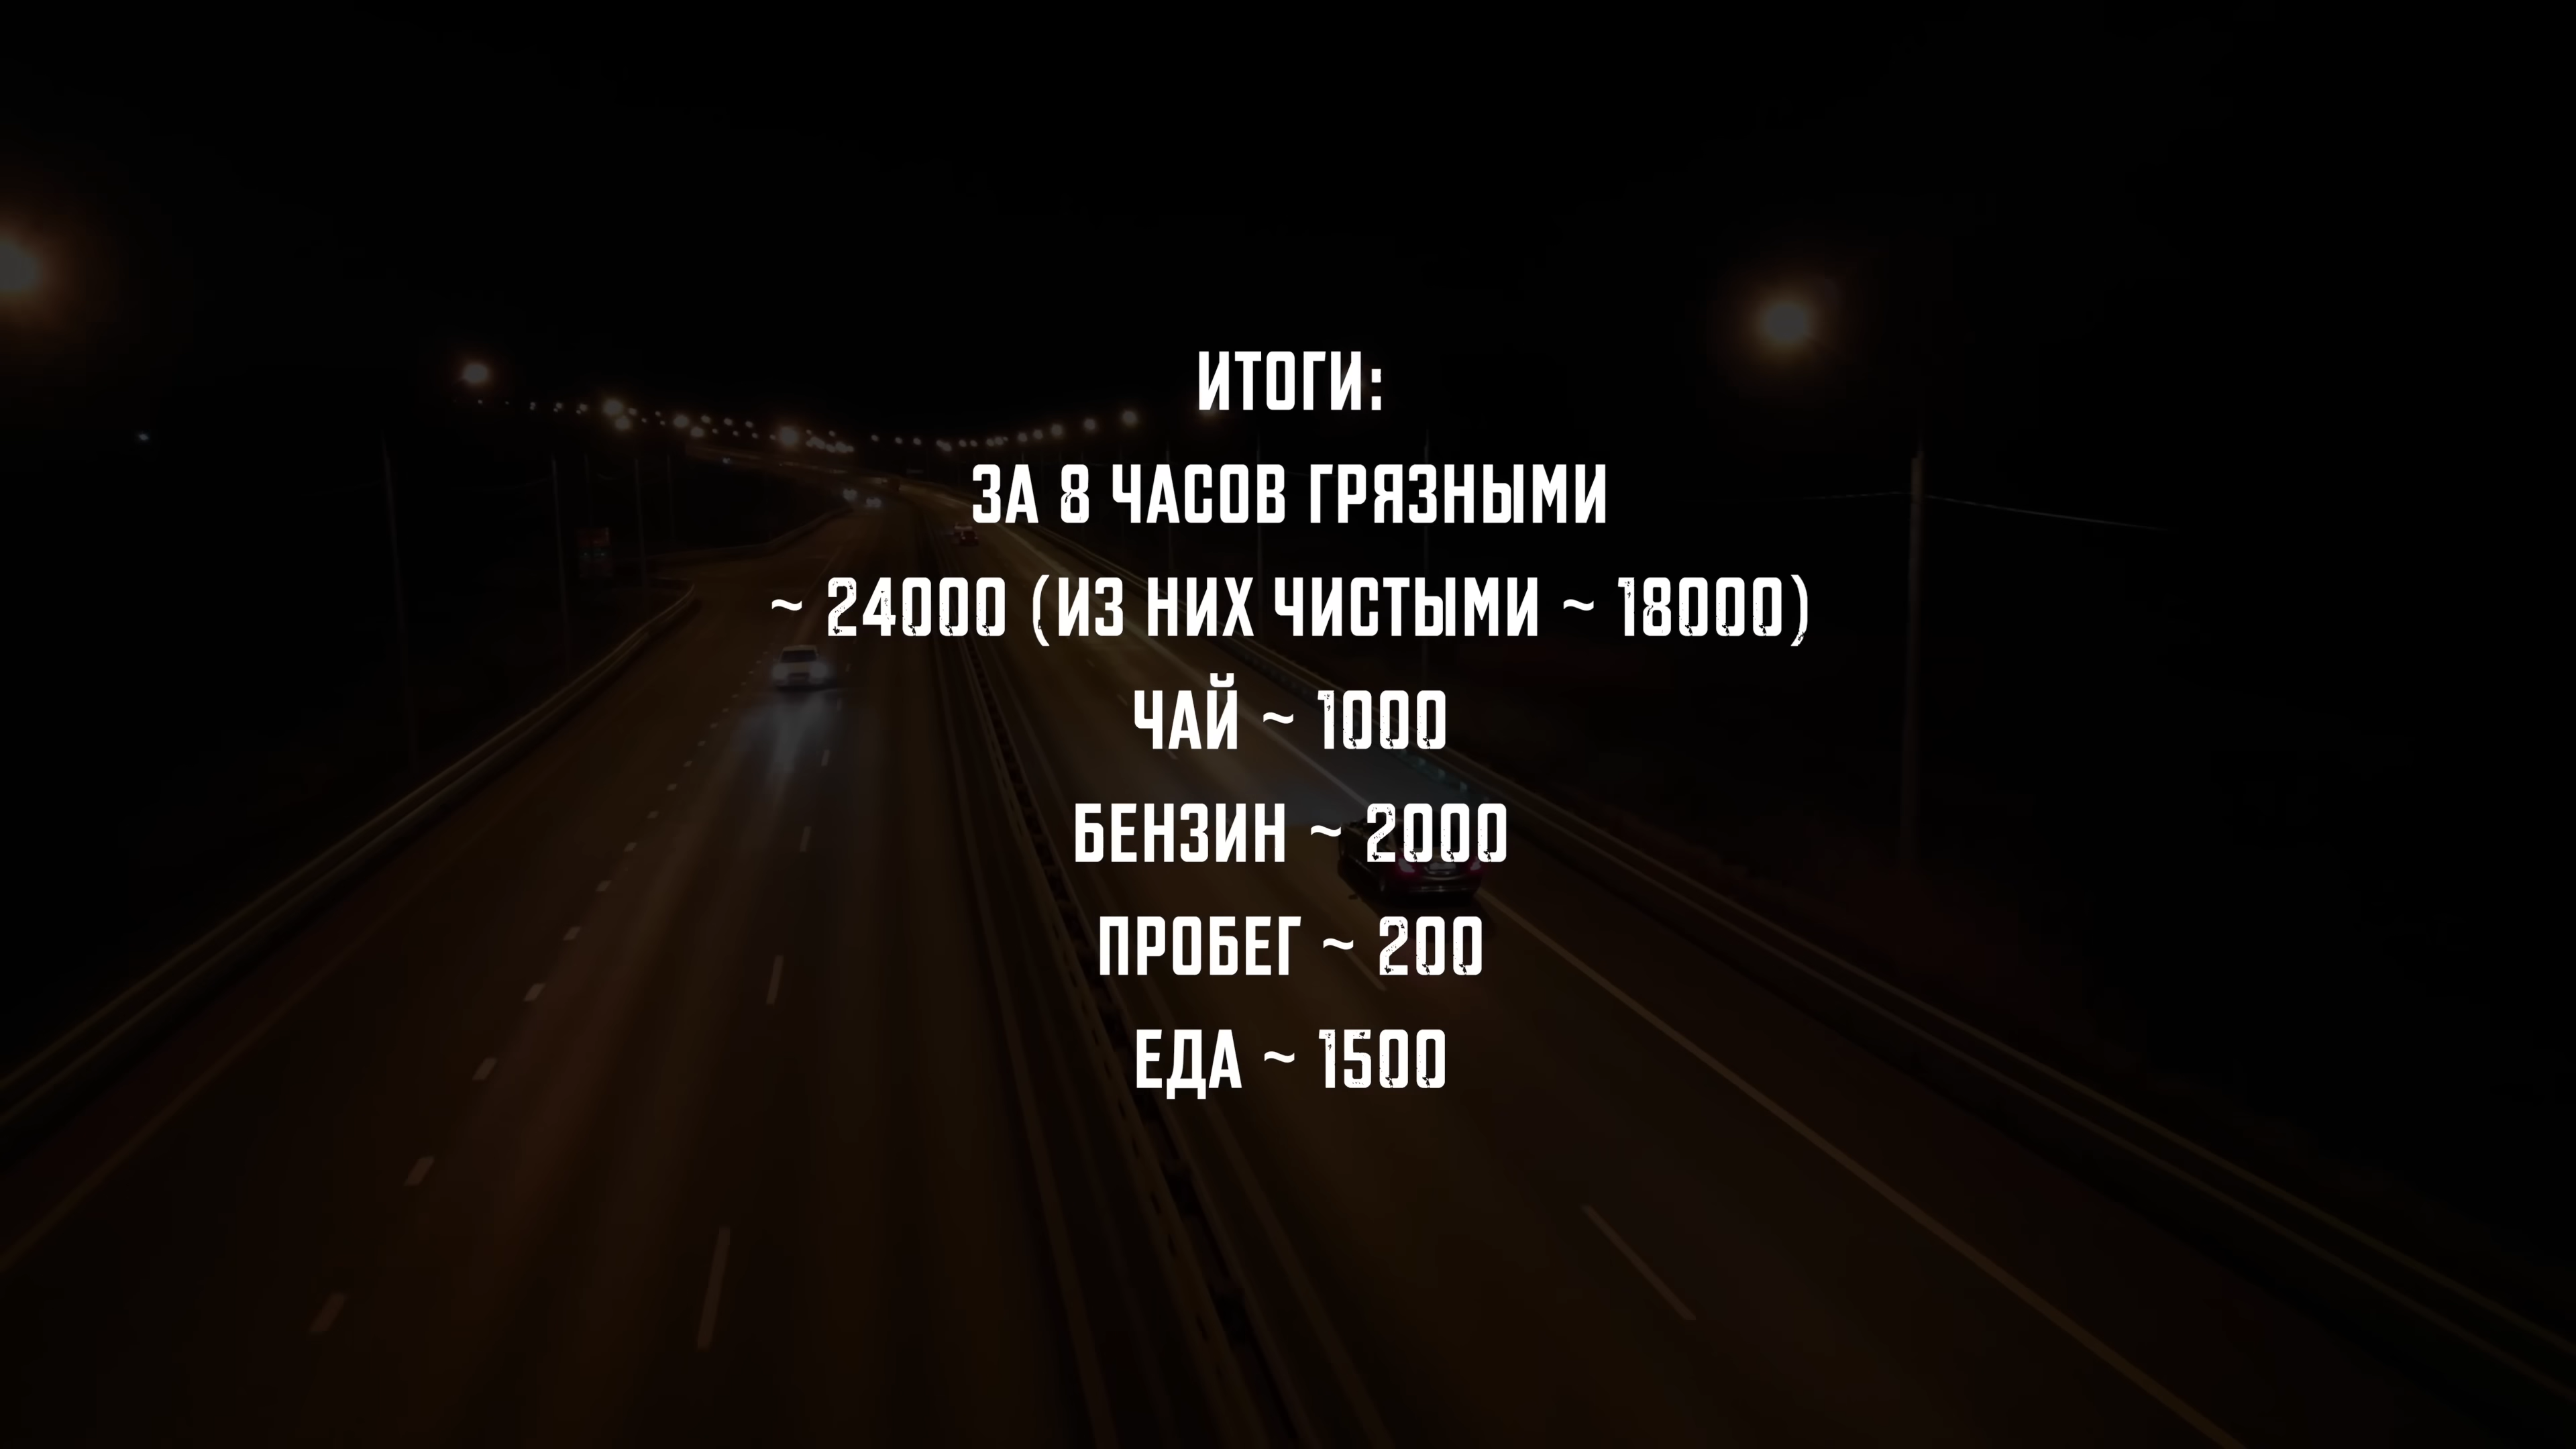 ИТОГИ:
ЗА 8 ЧАСОВ ГРЯЗНЫМИ
~ 24000 (ИЗ НИХ ЧИСТЫМИ ~ 18000)
ЧАЙ ~ 1000
БЕНЗИН ~ 2000
ПРОБЕГ ~ 200
ЕДА ~ 1500